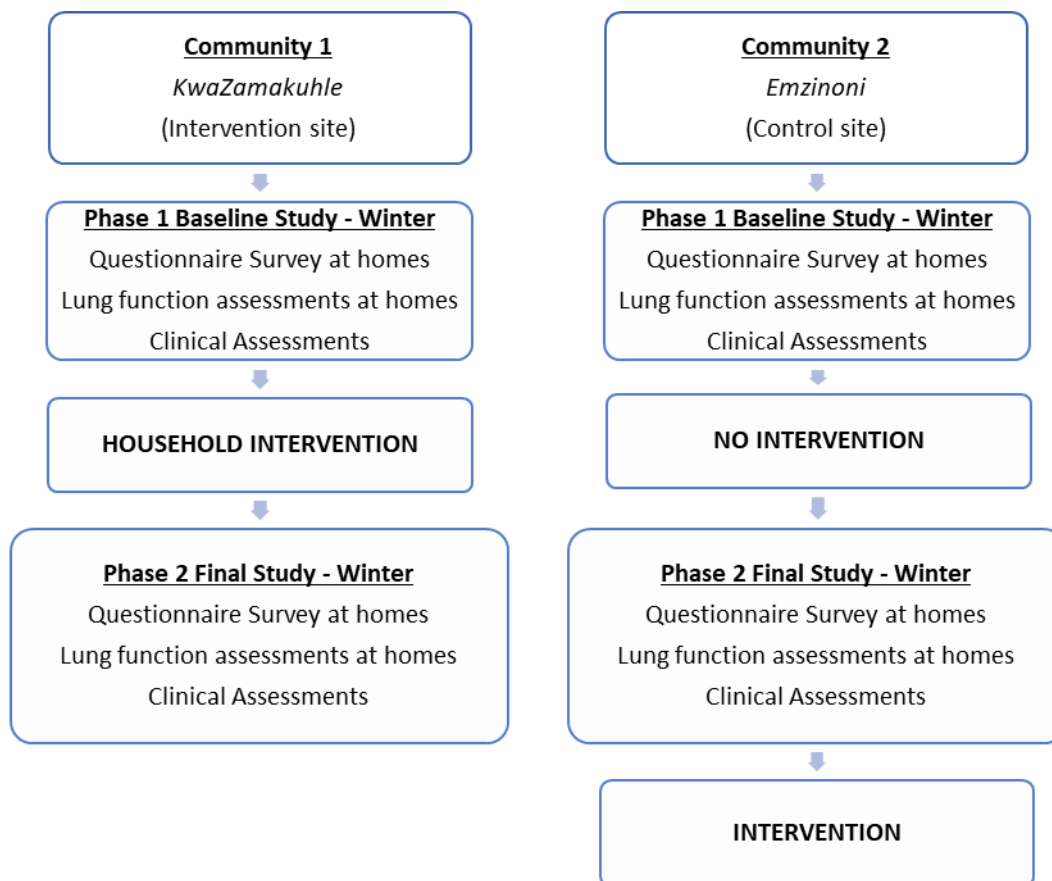 Community 1
KwaZamakuhle
(Intervention site)
Phase 1 Baseline Study - Winter
Questionnaire Survey at homes
Lung function assessments at homes
Clinical Assessments
HOUSEHOLD INTERVENTION
Phase 2 Final Study - Winter
Questionnaire Survey at homes
Lung function assessments at homes
Clinical Assessments
Community 2
Emzinoni
(Control site)
Phase 1 Baseline Study - Winter
Questionnaire Survey at homes
Lung function assessments at homes
Clinical Assessments
NO INTERVENTION
Phase 2 Final Study - Winter
Questionnaire Survey at homes
Lung function assessments at homes
Clinical Assessments
INTERVENTION